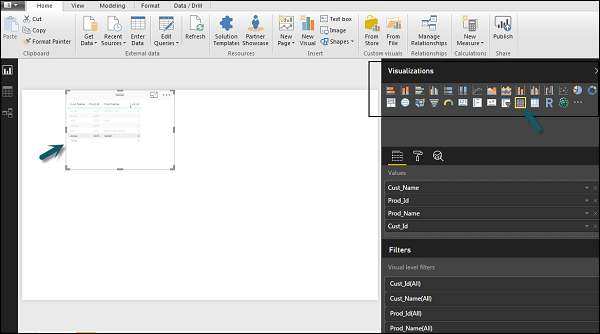 Home View Modeling Format Data / Drill
Paste
Cut
Copy
Format Painter
Clipboard
Get Data
Recent Sources
Enter Data
Edit Queries
External data
Refresh
Solution Templates
Partner Showcase
Resources
New Page
New Visual
Text box
Image
Shapes
Insert
From Store
From File
Custom visuals
Manage Relationships
Relationships
New Measure
Calculations
Publish
Share
Visualizations
R
Values
Cust_Name
Prod_Id
Prod_Name
Cust_Id
Filters
Visual level filters
Cust_Id(All)
Cust_Name(All)
Prod_Id(All)
Prod_Name(All)
Cust Name Prod Id Prod Name Cust Id